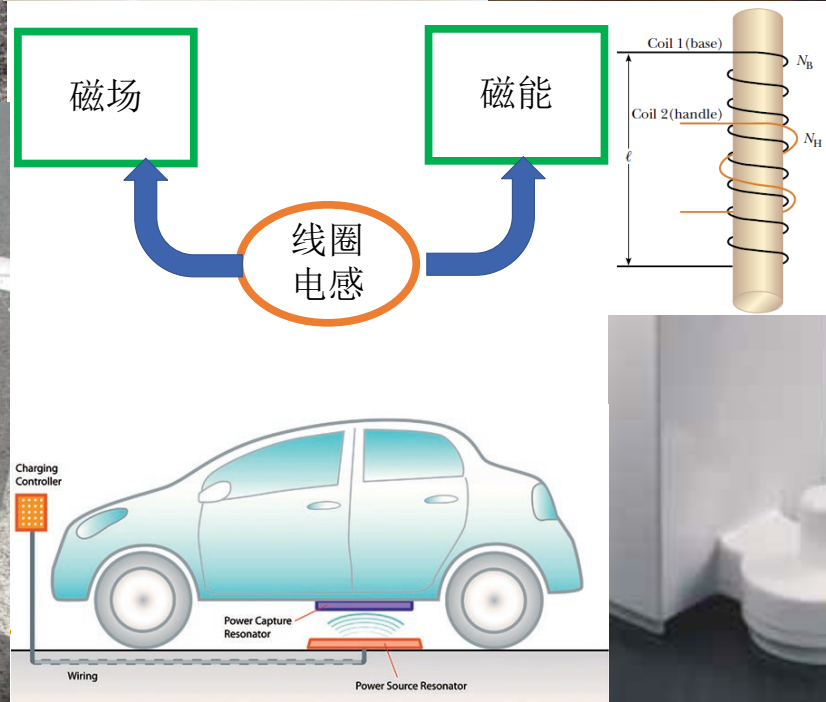 磁场
磁能
线圈
电感
Coil 1(base)
N_B
Coil 2(handle)
N_H
ℓ
Charging
Controller
Power Capture
Resonator
Wiring
Power Source Resonator